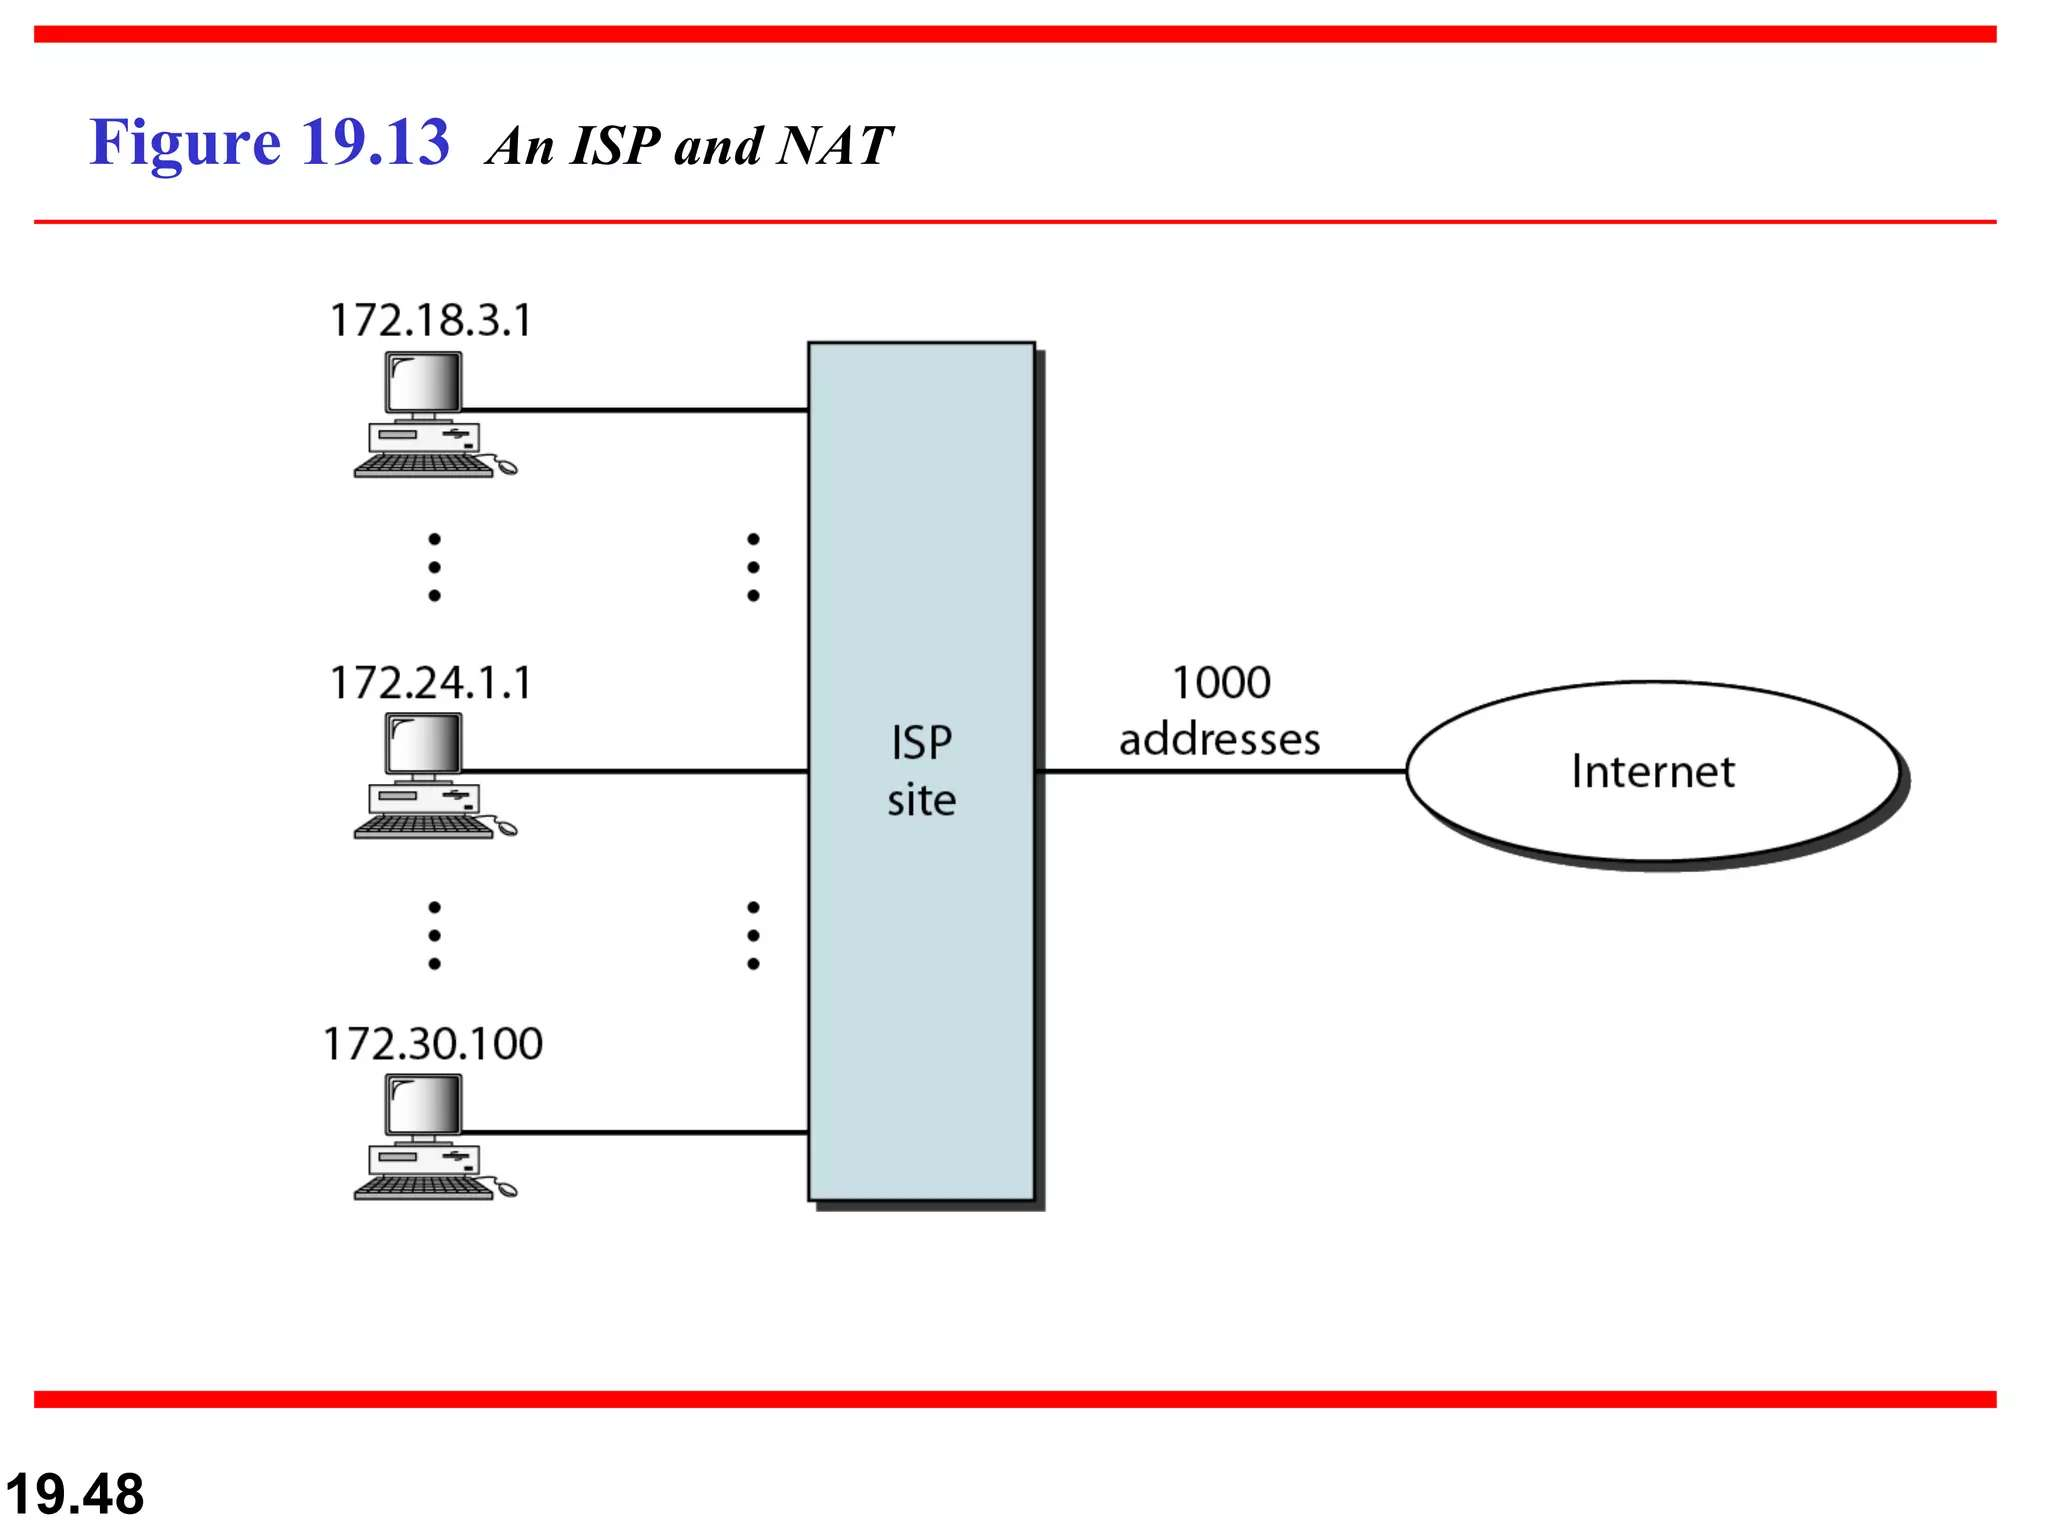 Figure 19.13 An ISP and NAT
172.18.3.1
172.24.1.1
172.30.100
ISP
site
1000
addresses
Internet
19.48